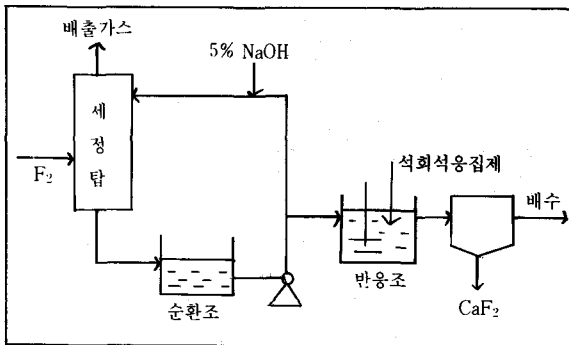 배출가스
5% NaOH
세
정
탑
F₂
석회석응집제
배수
순환조
반응조
CaF₂